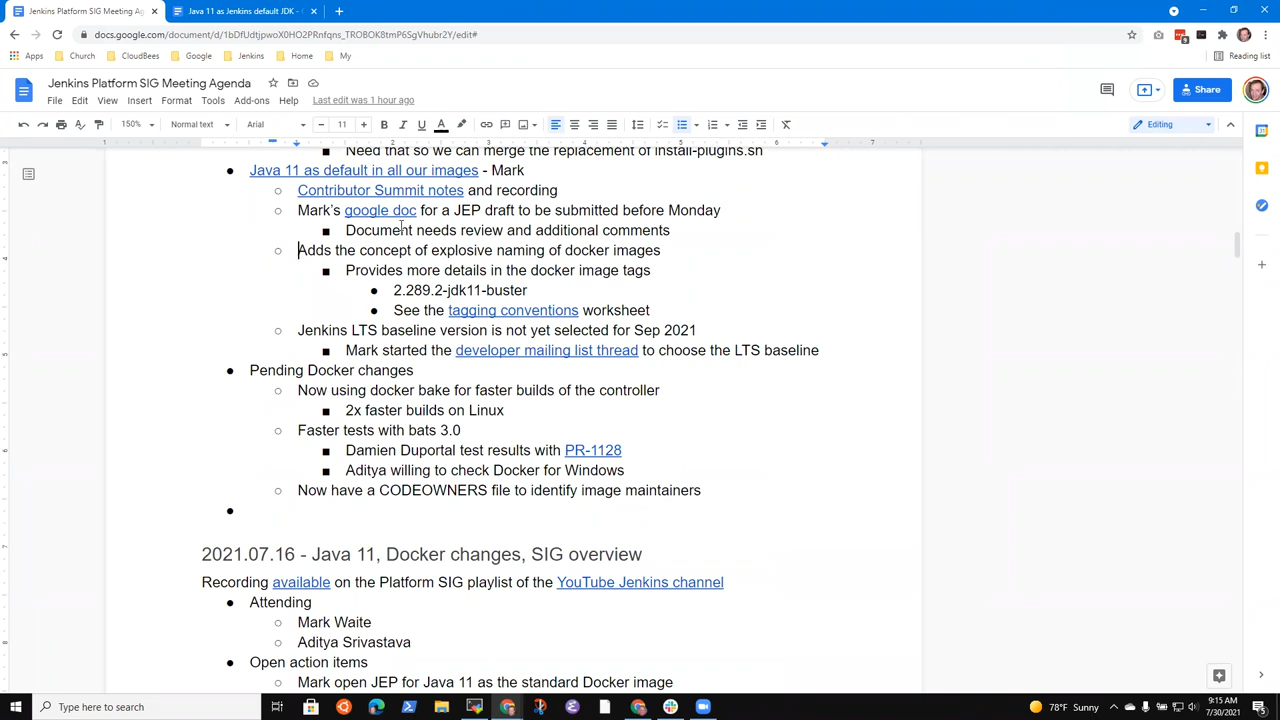 Jenkins Platform SIG Meeting Ag
Java 11 as Jenkins default JDK - 
docs.google.com/document/d/1bDfUdtjpwoX0HO2PRnfqns_TROBOK8tmP6SgVhubr2Y/edit#
Apps Church CloudBees Google Jenkins Home My Reading list
Jenkins Platform SIG Meeting Agenda
Share
File Edit View Insert Format Tools Add-ons Help Last edit was 1 hour ago
150% Normal text Arial 11 Editing
1 1 2 3 4 5 6 7
Need that so we can merge the replacement of install-plugins.sh
Java 11 as default in all our images - Mark
Contributor Summit notes and recording
Mark's google doc for a JEP draft to be submitted before Monday
Document needs review and additional comments
Adds the concept of explosive naming of docker images
Provides more details in the docker image tags
2.289.2-jdk11-buster
See the tagging conventions worksheet
Jenkins LTS baseline version is not yet selected for Sep 2021
Mark started the developer mailing list thread to choose the LTS baseline
Pending Docker changes
Now using docker bake for faster builds of the controller
2x faster builds on Linux
Faster tests with bats 3.0
Damien Duportal test results with PR-1128
Aditya willing to check Docker for Windows
Now have a CODEOWNERS file to identify image maintainers
2021.07.16 - Java 11, Docker changes, SIG overview
Recording available on the Platform SIG playlist of the YouTube Jenkins channel
Attending
Mark Waite
Aditya Srivastava
Open action items
Mark open JEP for Java 11 as the standard Docker image
Type here to search
78°F Sunny
9:15 AM
7/30/2021